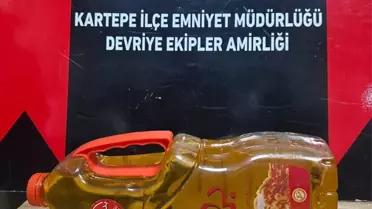 KARTEPE İLÇE EMNİYET MÜDÜRLÜĞÜ
DEVRİYE EKİPLER AMİRLİĞİ